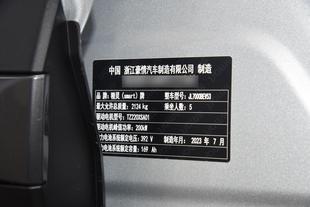 中国 浙江豪情汽车制造有限公司 制造
品牌：精灵（smart）牌 整车型号：JL7000BEV53
最大允许总质量：2124 kg 乘坐人数：5
驱动电机型号：TZ220XSA01
驱动电机峰值功率：200kW
力电池系统额定电压：392 V 制造年月：2023 年 7 月
力电池系统额定容量：169 Ah